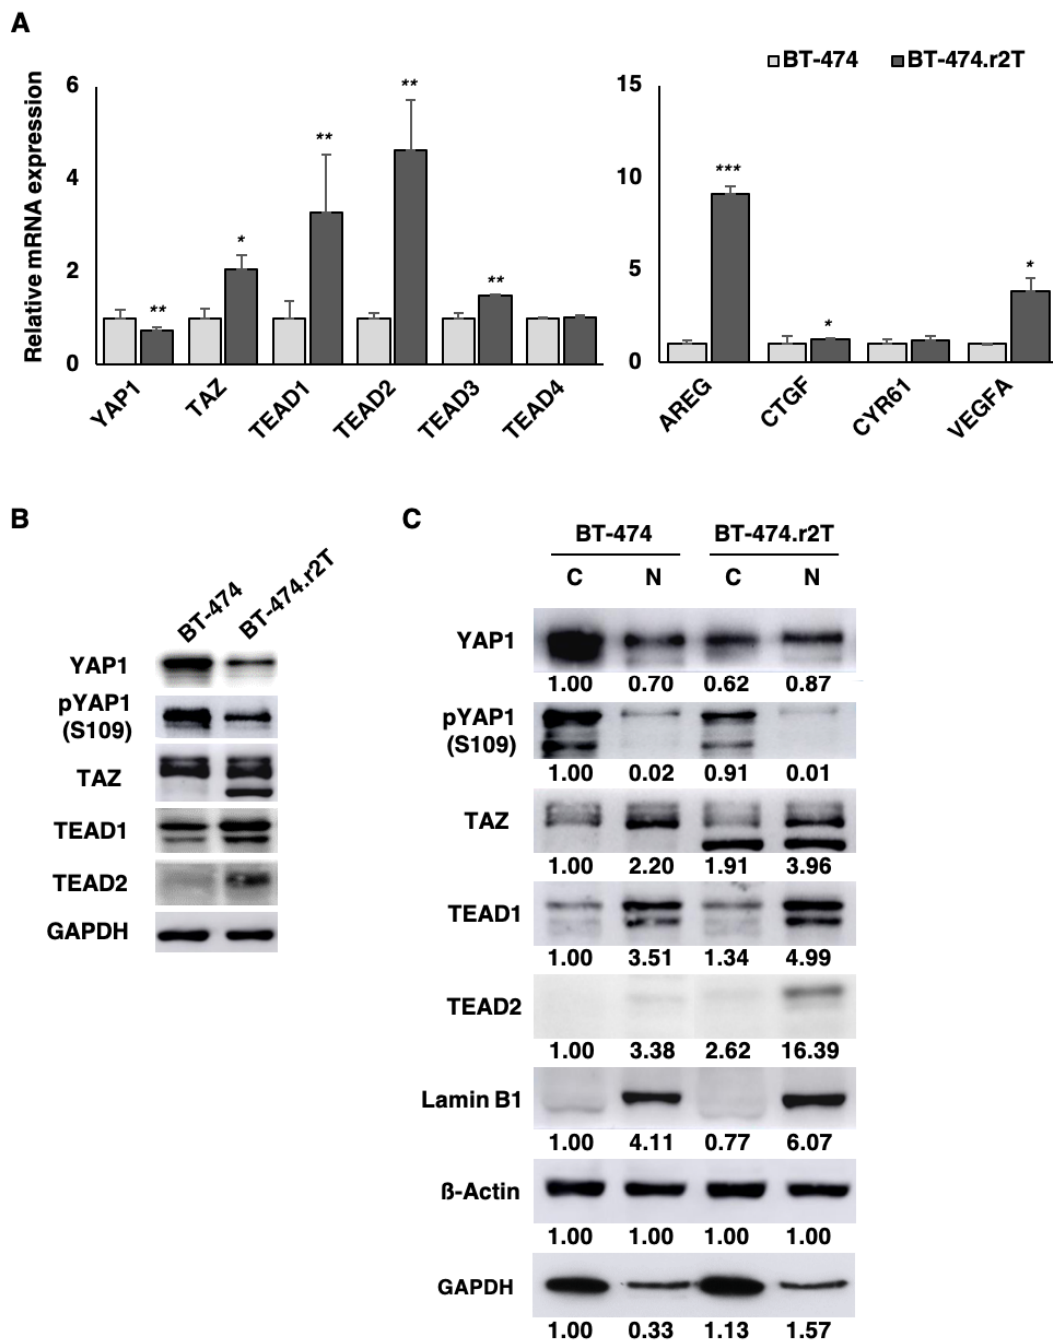 A
BT-474 BT-474.r2T
Relative mRNA expression
6
4
2
0
** * ** ** **
YAP1 TAZ TEAD1 TEAD2 TEAD3 TEAD4
15
10
5
0
*** * *
AREG CTGF CYR61 VEGFA
B
BT-474 BT-474.r2T
YAP1
pYAP1
(S109)
TAZ
TEAD1
TEAD2
GAPDH
C
BT-474 BT-474.r2T
C N C N
YAP1
1.00 0.70 0.62 0.87
pYAP1
(S109)
1.00 0.02 0.91 0.01
TAZ
1.00 2.20 1.91 3.96
TEAD1
1.00 3.51 1.34 4.99
TEAD2
1.00 3.38 2.62 16.39
Lamin B1
1.00 4.11 0.77 6.07
ß-Actin
1.00 1.00 1.00 1.00
GAPDH
1.00 0.33 1.13 1.57